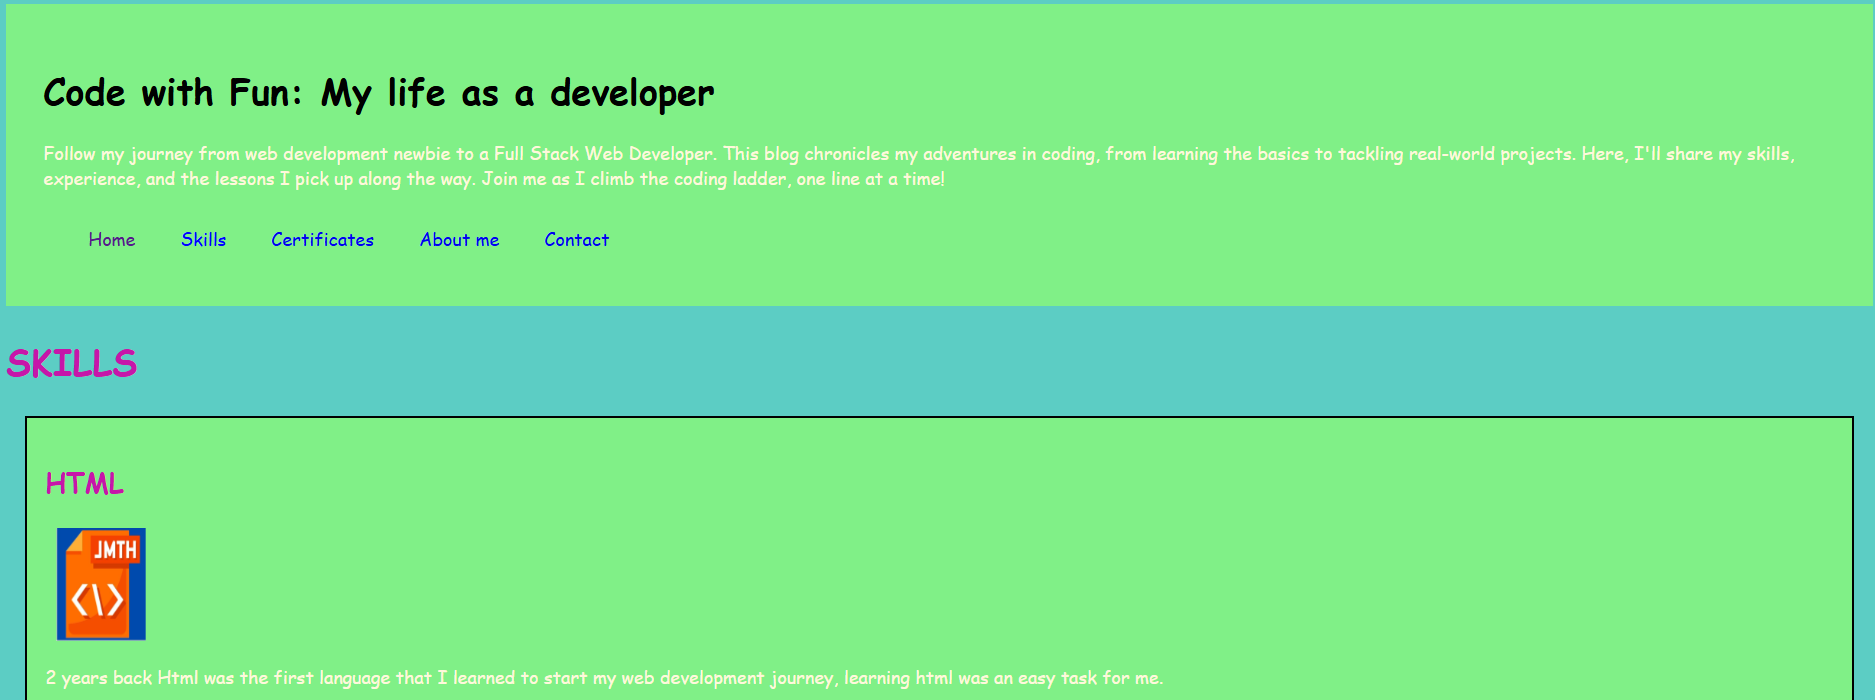 Code with Fun: My life as a developer
Follow my journey from web development newbie to a Full Stack Web Developer. This blog chronicles my adventures in coding, from learning the basics to tackling real-world projects. Here, I'll share my skills,
experience, and the lessons I pick up along the way. Join me as I climb the coding ladder, one line at a time!
Home Skills Certificates About me Contact
SKILLS
HTML
JMTH
<\>
2 years back Html was the first language that I learned to start my web development journey, learning html was an easy task for me.